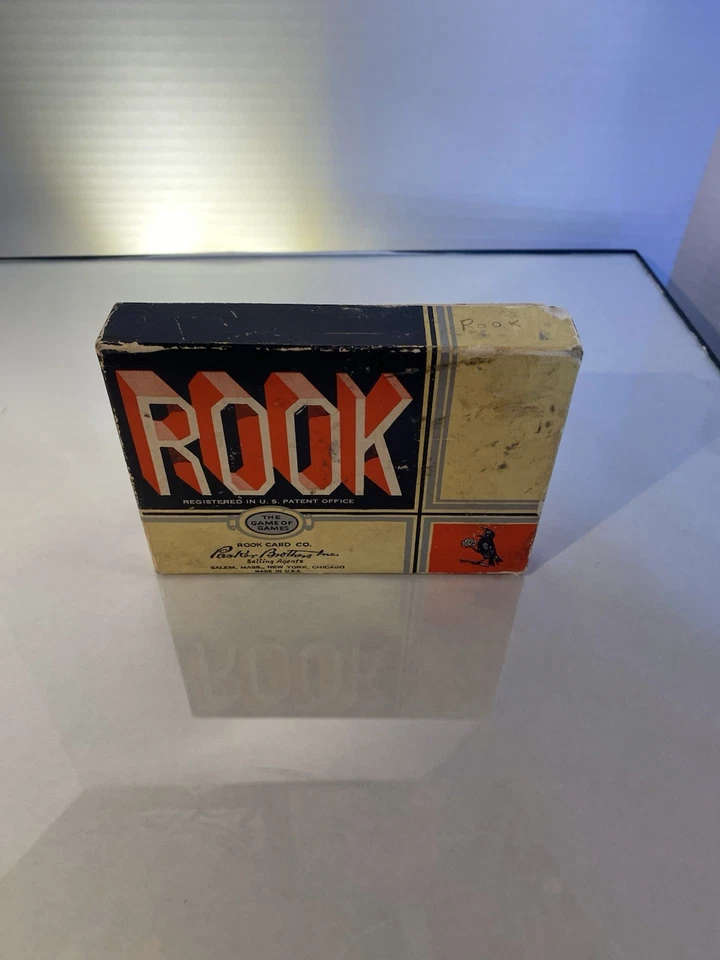 Rook
ROOK
REGISTERED IN U. S. PATENT OFFICE
THE
GAME OF
GAMES
ROOK CARD CO.
Parker Brothers Inc.
Selling Agents
SALEM, MASS., NEW YORK, CHICAGO
MADE IN U.S.A.